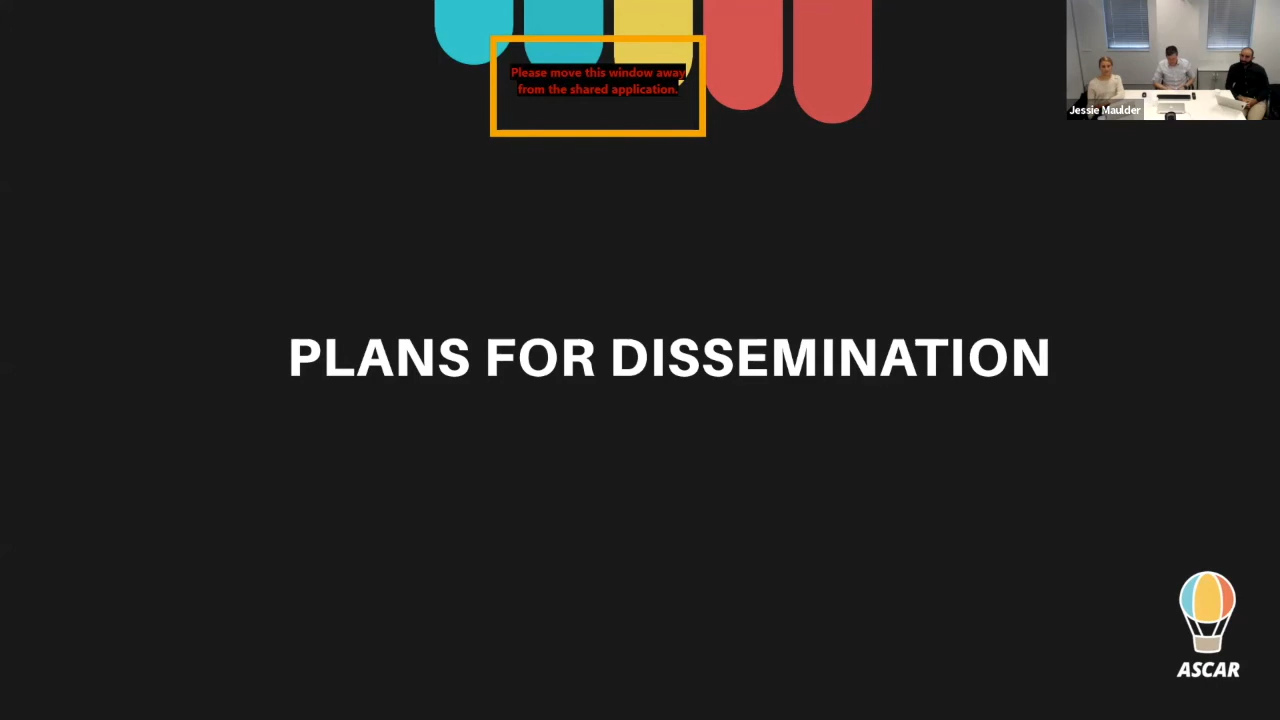 Please move this window away
from the shared application.
Jessie Maulder
PLANS FOR DISSEMINATION
ASCAR